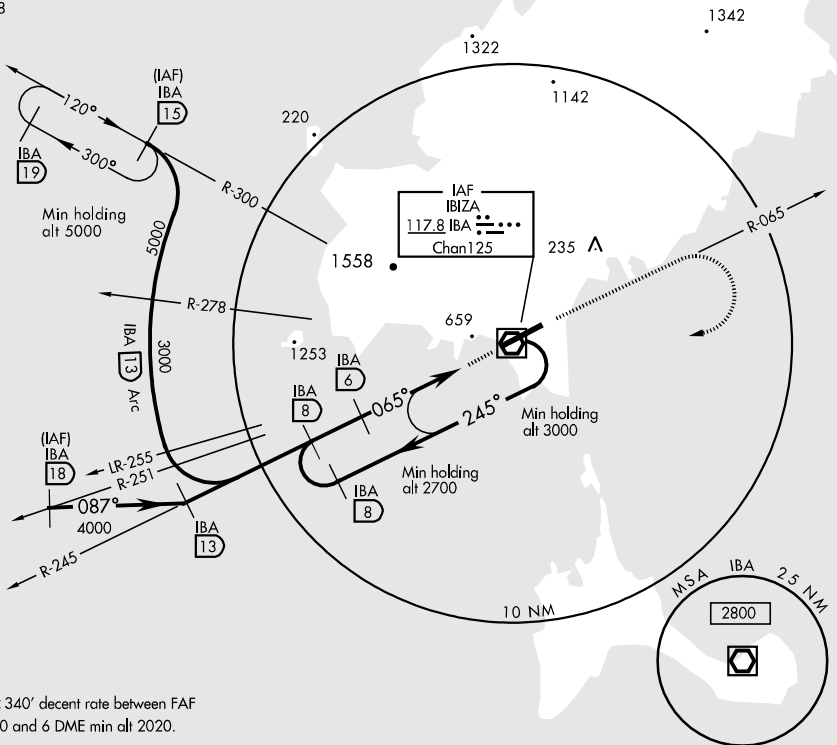 8
1342
1322
1142
(IAF)
IBA
15
120°
220
IBA
19
300°
R-300
Min holding
alt 5000
IAF
IBIZA
117.8 IBA
Chan125
R-065
235
5000
1558
R-278
659
IBA
13
Arc
3000
1253
IBA
6
IBA
8
065°
245°
Min holding
alt 3000
(IAF)
IBA
18
LR-255
R-251
Min holding
alt 2700
IBA
8
087°
4000
IBA
13
R-245
10 NM
MSA IBA 25 NM
2800
340' decent rate between FAF
0 and 6 DME min alt 2020.